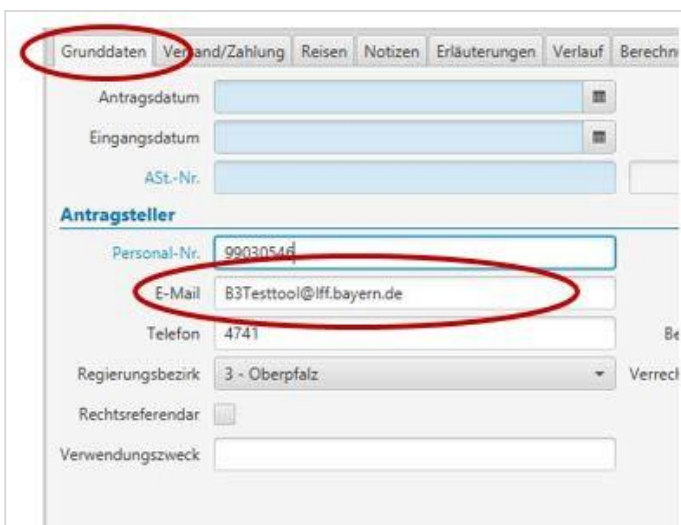 Grunddaten Versand/Zahlung Reisen Notizen Erläuterungen Verlauf
Antragsdatum
Eingangsdatum
ASt.-Nr.
Antragsteller
Personal-Nr. 99030546
E-Mail B3Testtool@lff.bayern.de
Telefon 4741
Regierungsbezirk 3 - Oberpfalz
Rechtsreferendar
Verwendungszweck